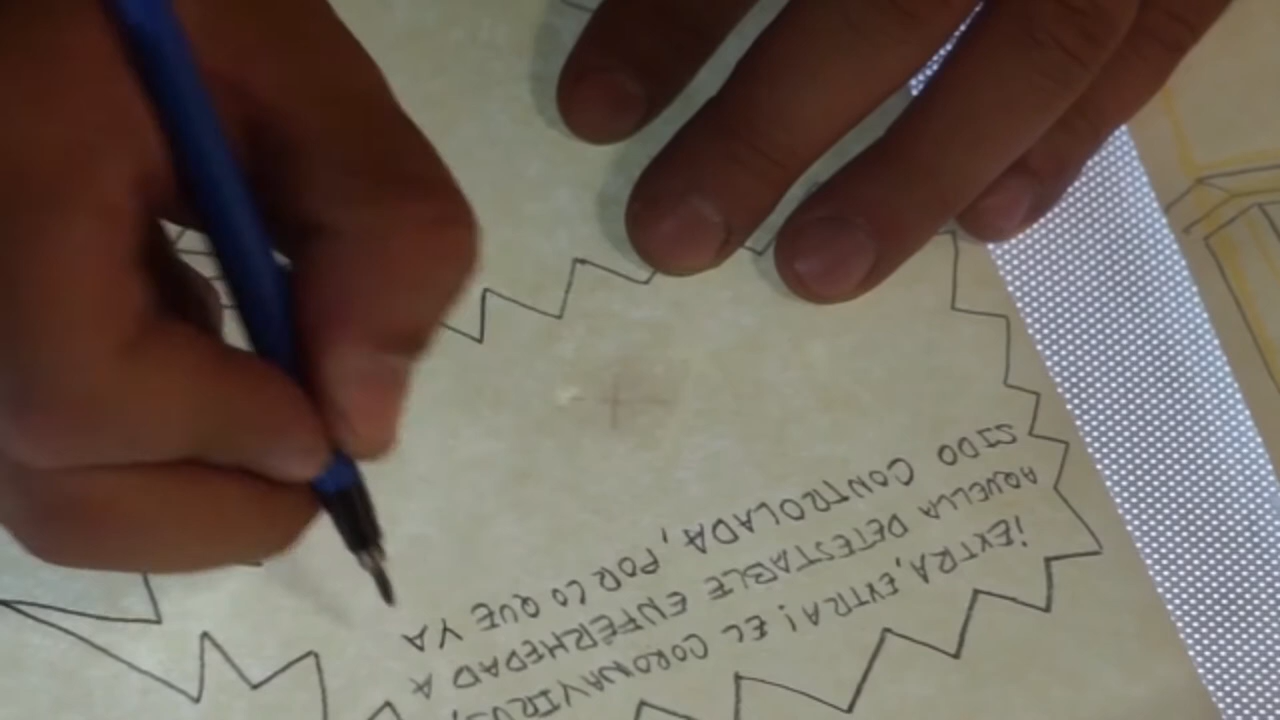 ¡EXTRA, EXTRA! EL CORONAVIRUS,
AQUELLA DETESTABLE ENFERMEDAD A
SIDO CONTROLADA, POR LO QUE YA